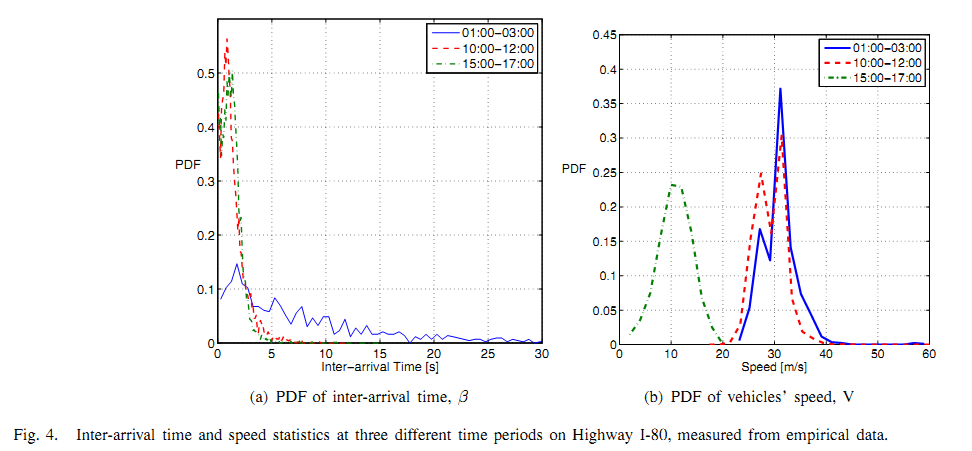 01:00–03:00
10:00–12:00
15:00–17:00
0.5
0.4
PDF
0.3
0.2
0.1
0
0 5 10 15 20 25 30
Inter–arrival Time [s]
(a) PDF of inter-arrival time, β
0.45
01:00–03:00
10:00–12:00
15:00–17:00
0.4
0.35
0.3
PDF
0.25
0.2
0.15
0.1
0.05
0
0 10 20 30 40 50 60
Speed [m/s]
(b) PDF of vehicles' speed, V
Fig. 4. Inter-arrival time and speed statistics at three different time periods on Highway I-80, measured from empirical data.